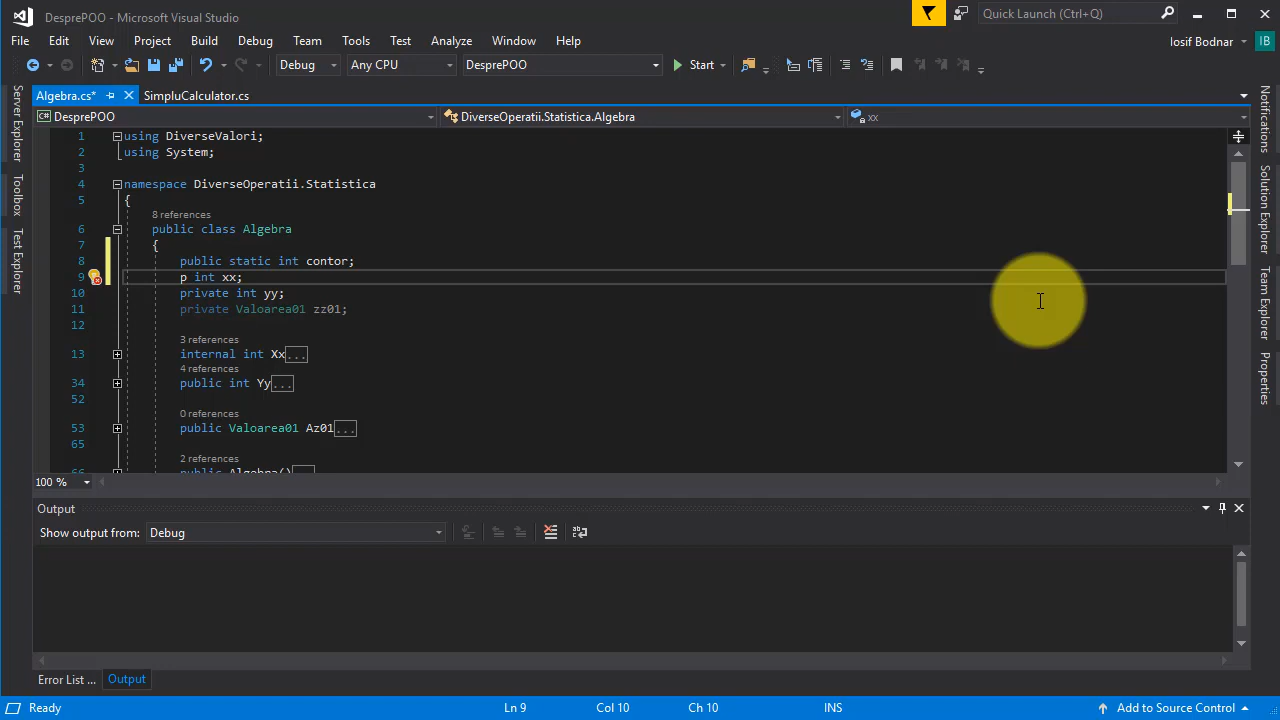 DesprePOO - Microsoft Visual Studio
Quick Launch (Ctrl+Q)
File Edit View Project Build Debug Team Tools Test Analyze Window Help
Iosif Bodnar IB
Debug Any CPU DesprePOO Start
Server Explorer
Toolbox
Test Explorer
Algebra.cs* SimpluCalculator.cs
C# DesprePOO DiverseOperatii.Statistica.Algebra xx
1 using DiverseValori;
2 using System;
3
4 namespace DiverseOperatii.Statistica
5 {
8 references
6 public class Algebra
7 {
8 public static int contor;
9 p int xx;
10 private int yy;
11 private Valoarea01 zz01;
12
3 references
13 internal int Xx...
4 references
34 public int Yy...
52
0 references
53 public Valoarea01 Az01...
65
2 references
66 public Algebra()...
100 %
Notifications
Solution Explorer
Team Explorer
Properties
Output
Show output from: Debug
Error List ... Output
Ready Ln 9 Col 10 Ch 10 INS Add to Source Control